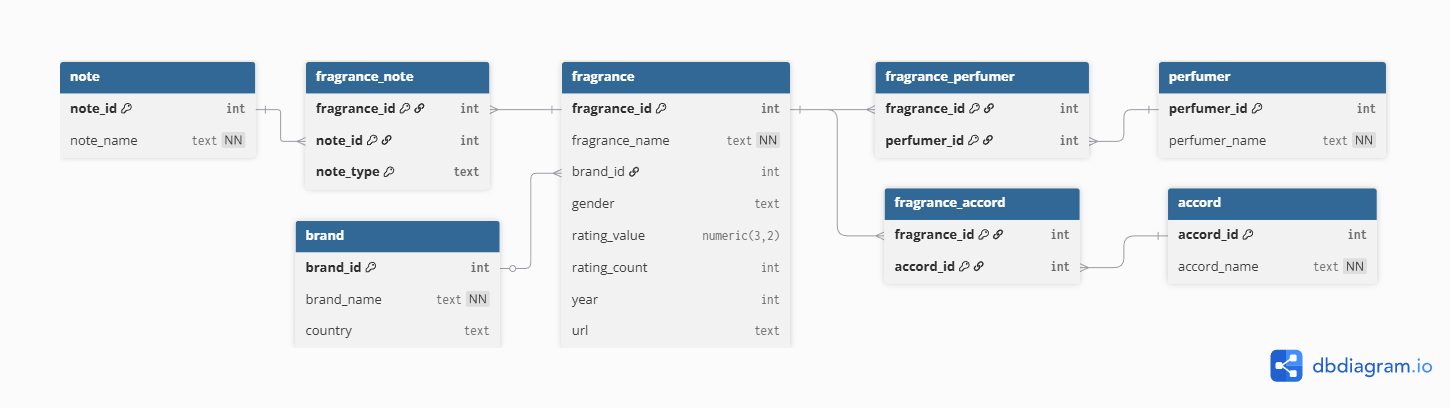 note
note_id int
note_name text NN
fragrance_note
fragrance_id int
note_id int
note_type text
brand
brand_id int
brand_name text NN
country text
fragrance
fragrance_id int
fragrance_name text NN
brand_id int
gender text
rating_value numeric(3,2)
rating_count int
year int
url text
fragrance_perfumer
fragrance_id int
perfumer_id int
fragrance_accord
fragrance_id int
accord_id int
perfumer
perfumer_id int
perfumer_name text NN
accord
accord_id int
accord_name text NN
dbdiagram.io